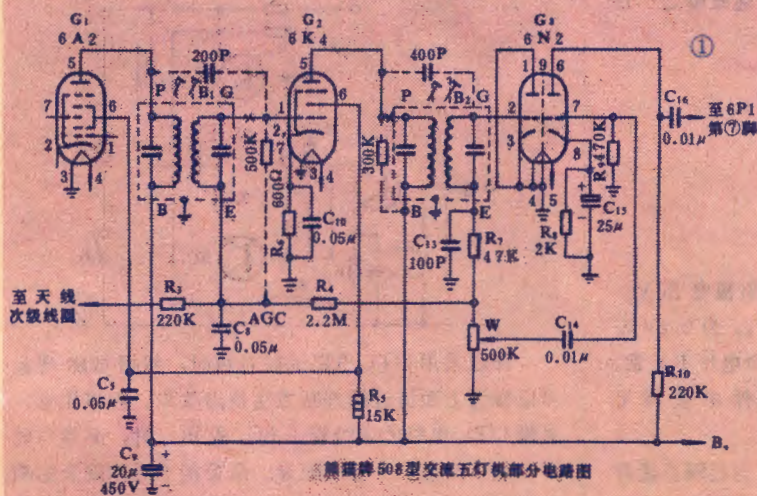 G₁
6A2
G₂
6K4
G₃
6N2
①
200P
400P
5
7
6
2
1
3
4
P
B₁
G
B
E
500K
5
1
6
2
7
3
4
600Ω
R₆
C₁₀
0.05μ
300K
P
B₂
G
B
E
C₁₃
100P
R₇
47K
1
9
6
2
7
3
8
4
5
470K
R₈
2K
C₁₅
25μ
C₁₆
0.01μ
至6P1
第⑦脚
至天线
次级线圈
R₃
220K
AGC
C₈
0.05μ
R₄
2.2M
W
500K
C₁₄
0.01μ
R₁₀
220K
C₅
0.05μ
R₅
15K
C₉
20μ
450V
+
−
熊猫牌508型交流五灯机部分电路图